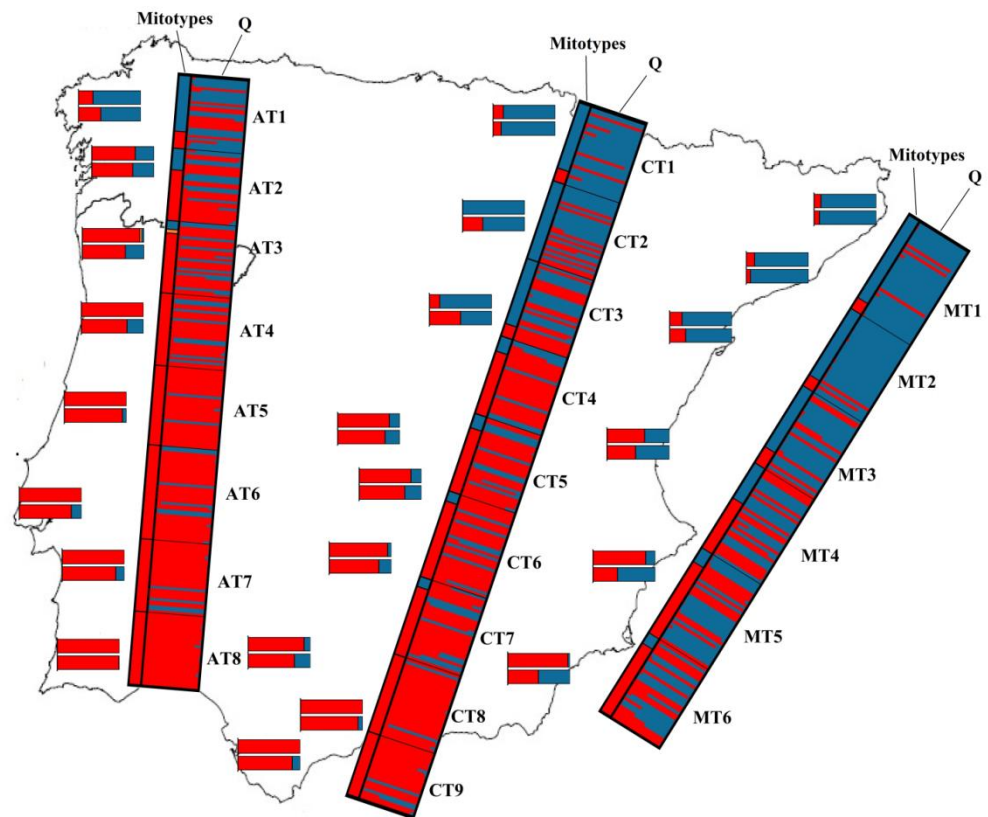 Mitotypes Q
AT1
AT2
AT3
AT4
AT5
AT6
AT7
AT8
Mitotypes
Q
CT1
CT2
CT3
CT4
CT5
CT6
CT7
CT8
CT9
Mitotypes
Q
MT1
MT2
MT3
MT4
MT5
MT6